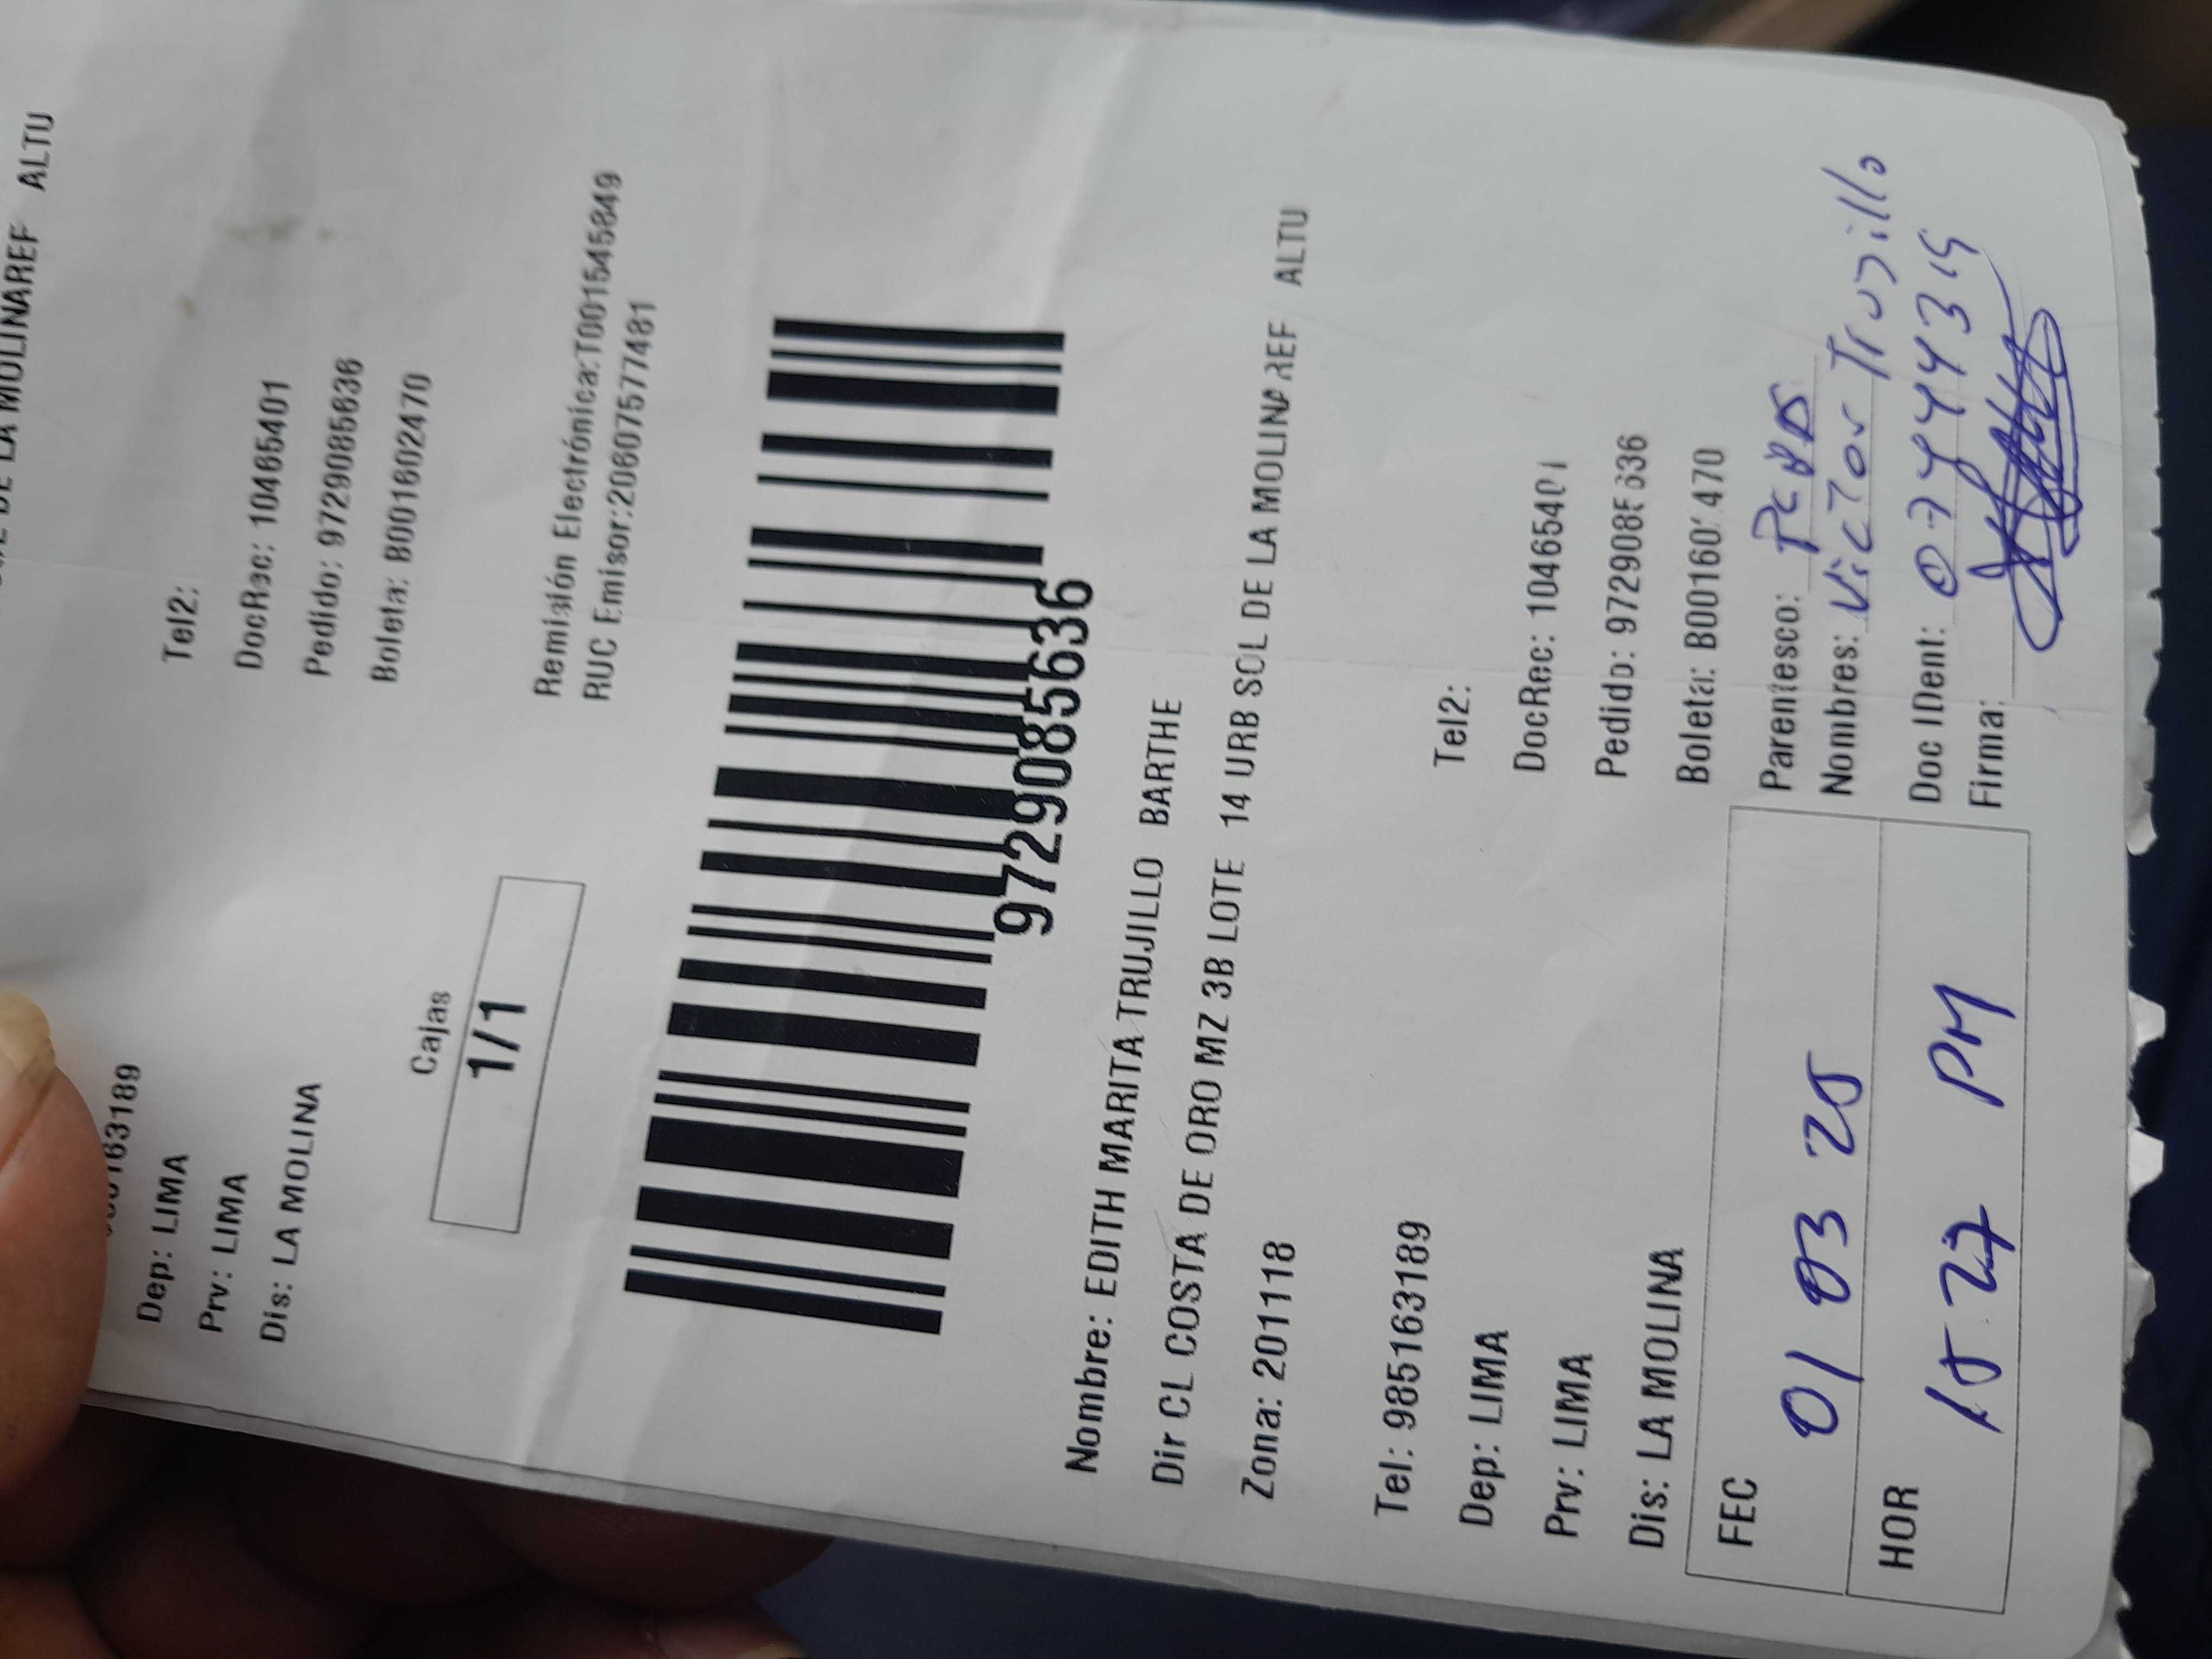 DE LA MOLINAREF ALTU
163189
Tel2:
Dep: LIMA
DocRec: 10465401
Prv: LIMA
Pedido: 9729085636
Dis: LA MOLINA
Boleta: B001602470
Cajas
1/1
Remisión Electrónica:T001545849
RUC Emisor:20607577481
9729085636
Nombre: EDITH MARITA TRUJILLO BARTHE
Dir CL COSTA DE ORO MZ 3B LOTE 14 URB SOL DE LA MOLINA REF ALTU
Zona: 201118
Tel: 985163189
Tel2:
Dep: LIMA
DocRec: 10465401
Prv: LIMA
Pedido: 9729085636
Dis: LA MOLINA
Boleta: B001602470
FEC 01 03 25
Parentesco:
Nombres: Victor Trujillo
HOR 15 27 PM
Doc IDent:
Firma: